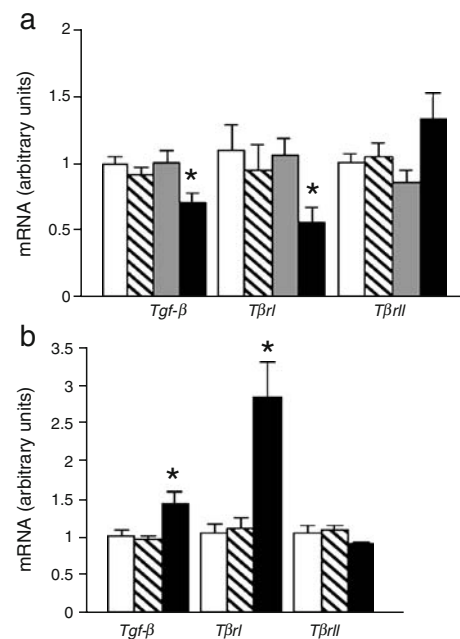 a
mRNA (arbitrary units)
2
1.5
1
0.5
0
*
*
Tgf-β
TβrI
TβrII
b
mRNA (arbitrary units)
3.5
3
2.5
2
1.5
1
0.5
0
*
*
Tgf-β
TβrI
TβrII